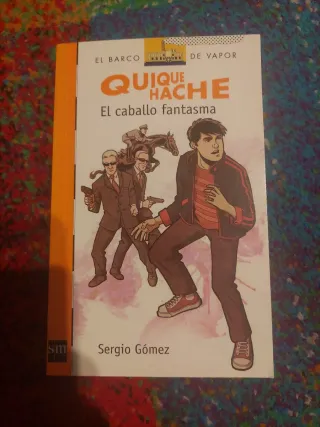 EL BARCO DE VAPOR
QUIQUE
HACHE
El caballo fantasma
Sergio Gómez
sm